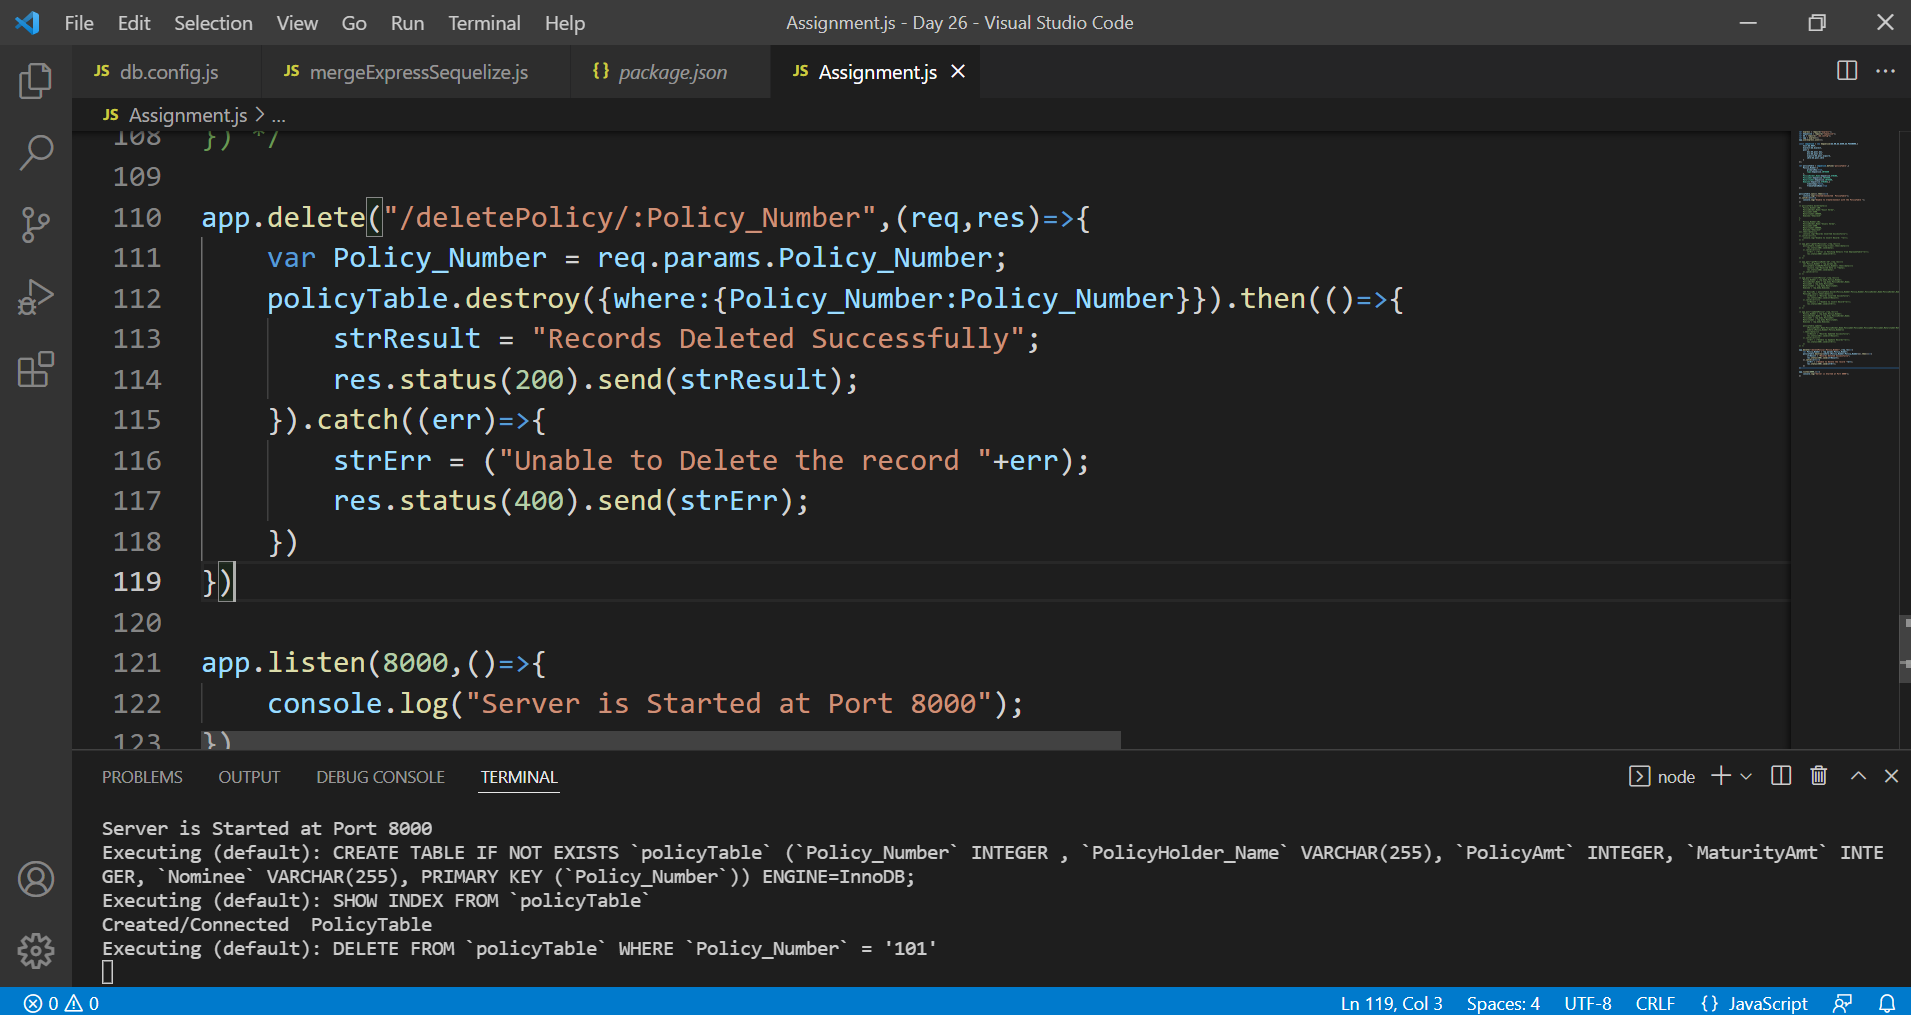 File Edit Selection View Go Run Terminal Help Assignment.js - Day 26 - Visual Studio Code
JS db.config.js JS mergeExpressSequelize.js {} package.json JS Assignment.js
JS Assignment.js > ...
108 }) */
109
110 app.delete("/deletePolicy/:Policy_Number",(req,res)=>{
111 var Policy_Number = req.params.Policy_Number;
112 policyTable.destroy({where:{Policy_Number:Policy_Number}}).then(()=>{
113 strResult = "Records Deleted Successfully";
114 res.status(200).send(strResult);
115 }).catch((err)=>{
116 strErr = ("Unable to Delete the record "+err);
117 res.status(400).send(strErr);
118 })
119 })
120
121 app.listen(8000,()=>{
122 console.log("Server is Started at Port 8000");
123 })
PROBLEMS OUTPUT DEBUG CONSOLE TERMINAL node
Server is Started at Port 8000
Executing (default): CREATE TABLE IF NOT EXISTS `policyTable` (`Policy_Number` INTEGER , `PolicyHolder_Name` VARCHAR(255), `PolicyAmt` INTEGER, `MaturityAmt` INTE
GER, `Nominee` VARCHAR(255), PRIMARY KEY (`Policy_Number`)) ENGINE=InnoDB;
Executing (default): SHOW INDEX FROM `policyTable`
Created/Connected  PolicyTable
Executing (default): DELETE FROM `policyTable` WHERE `Policy_Number` = '101'
0 0 Ln 119, Col 3 Spaces: 4 UTF-8 CRLF {} JavaScript